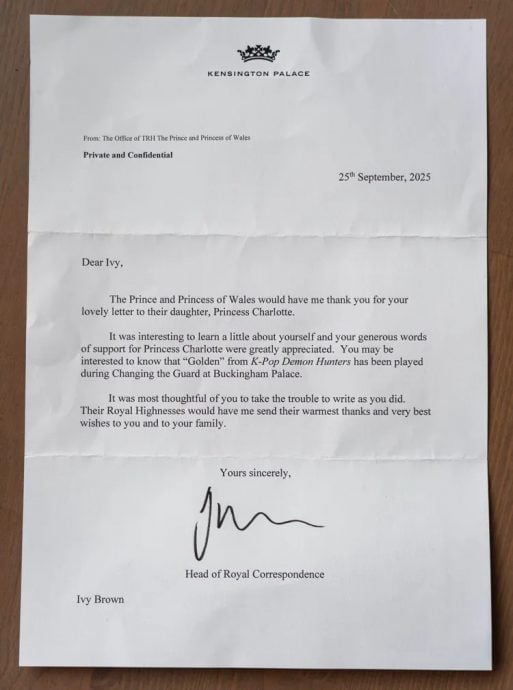 KENSINGTON PALACE
From: The Office of TRH The Prince and Princess of Wales
Private and Confidential
25th September, 2025
Dear Ivy,
The Prince and Princess of Wales would have me thank you for your
lovely letter to their daughter, Princess Charlotte.
It was interesting to learn a little about yourself and your generous words
of support for Princess Charlotte were greatly appreciated. You may be
interested to know that “Golden” from K-Pop Demon Hunters has been played
during Changing the Guard at Buckingham Palace.
It was most thoughtful of you to take the trouble to write as you did.
Their Royal Highnesses would have me send their warmest thanks and very best
wishes to you and to your family.
Yours sincerely,
Head of Royal Correspondence
Ivy Brown